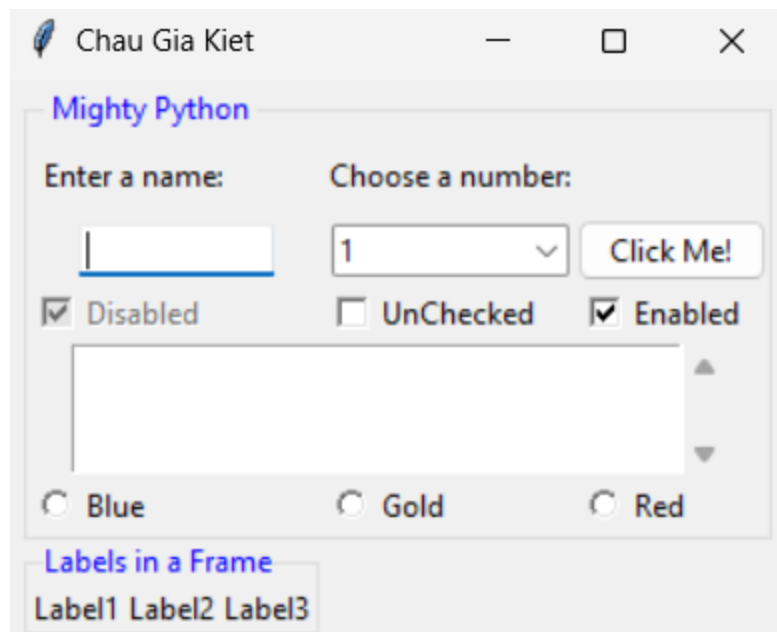 Chau Gia Kiet
Mighty Python
Enter a name: Choose a number:
1 Click Me!
Disabled UnChecked Enabled
Blue Gold Red
Labels in a Frame
Label1 Label2 Label3